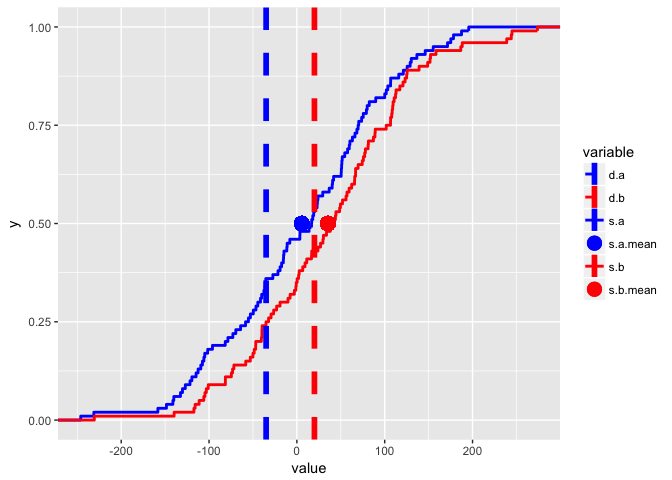 1.00
0.75
0.50
0.25
0.00
y
-200
-100
0
100
200
value
variable
d.a
d.b
s.a
s.a.mean
s.b
s.b.mean